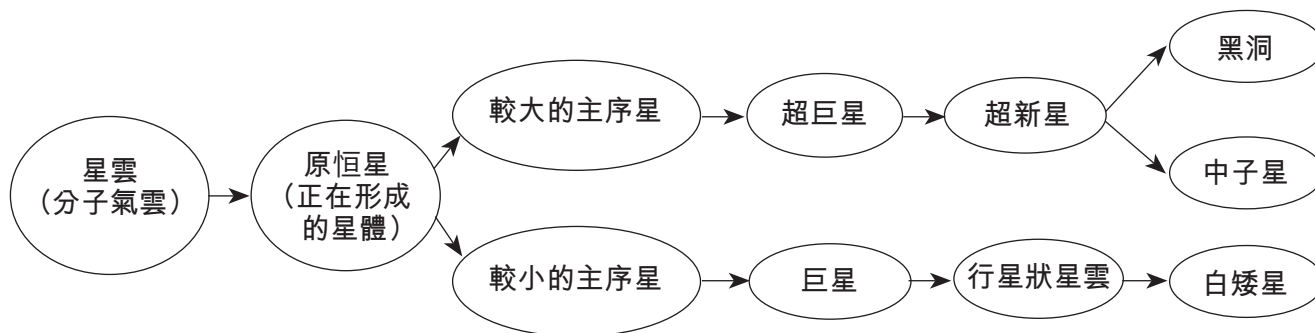 星雲
（分子氣雲）
原恒星
（正在形成
的星體）
較大的主序星
超巨星
超新星
黑洞
中子星
較小的主序星
巨星
行星狀星雲
白矮星